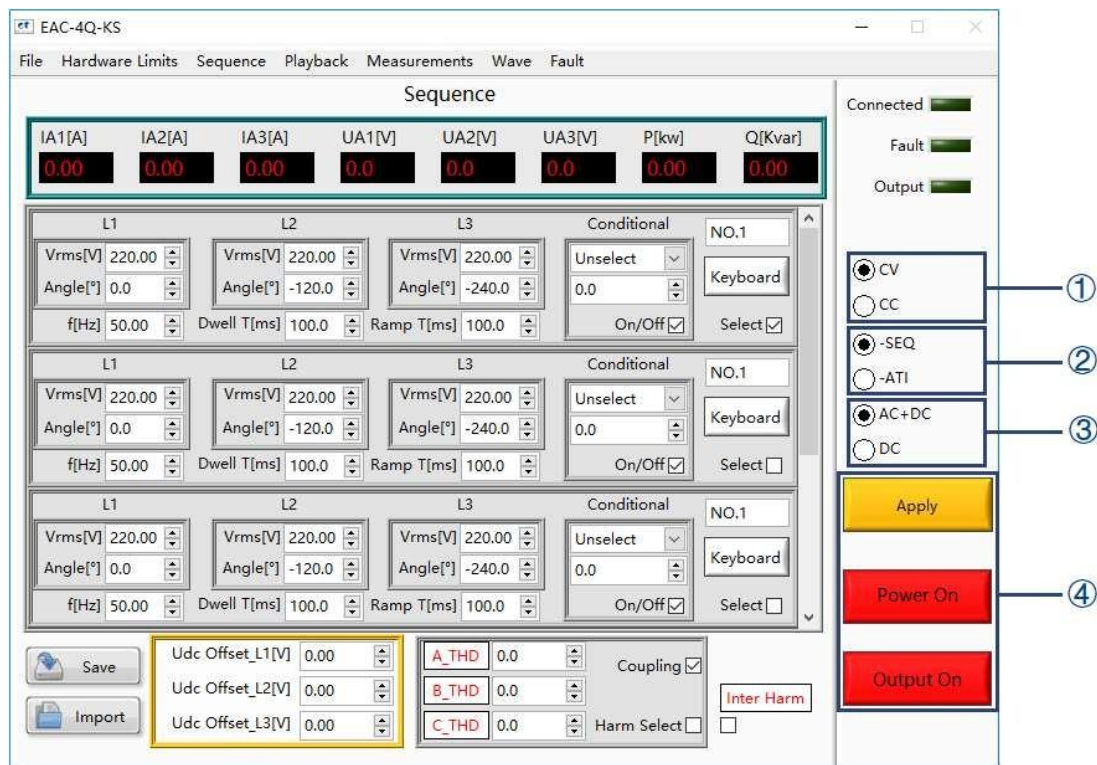 EAC-4Q-KS
File Hardware Limits Sequence Playback Measurements Wave Fault
Sequence
IA1[A] IA2[A] IA3[A] UA1[V] UA2[V] UA3[V] P[kw] Q[Kvar]
0.00 0.00 0.00 0.0 0.0 0.0 0.00 0.00
L1 L2 L3 Conditional NO.1
Vrms[V] 220.00 Vrms[V] 220.00 Vrms[V] 220.00 Unselect
Keyboard
Angle[°] 0.0 Angle[°] -120.0 Angle[°] -240.0 0.0
f[Hz] 50.00 Dwell T[ms] 100.0 Ramp T[ms] 100.0 On/Off Select
L1 L2 L3 Conditional NO.1
Vrms[V] 220.00 Vrms[V] 220.00 Vrms[V] 220.00 Unselect
Keyboard
Angle[°] 0.0 Angle[°] -120.0 Angle[°] -240.0 0.0
f[Hz] 50.00 Dwell T[ms] 100.0 Ramp T[ms] 100.0 On/Off Select
L1 L2 L3 Conditional NO.1
Vrms[V] 220.00 Vrms[V] 220.00 Vrms[V] 220.00 Unselect
Keyboard
Angle[°] 0.0 Angle[°] -120.0 Angle[°] -240.0 0.0
f[Hz] 50.00 Dwell T[ms] 100.0 Ramp T[ms] 100.0 On/Off Select
Save
Import
Udc Offset_L1[V] 0.00
Udc Offset_L2[V] 0.00
Udc Offset_L3[V] 0.00
A_THD 0.0 Coupling
B_THD 0.0
C_THD 0.0 Harm Select
Inter Harm
Connected
Fault
Output
CV
CC
①
-SEQ
-ATI
②
AC+DC
DC
③
Apply
Power On
Output On
④